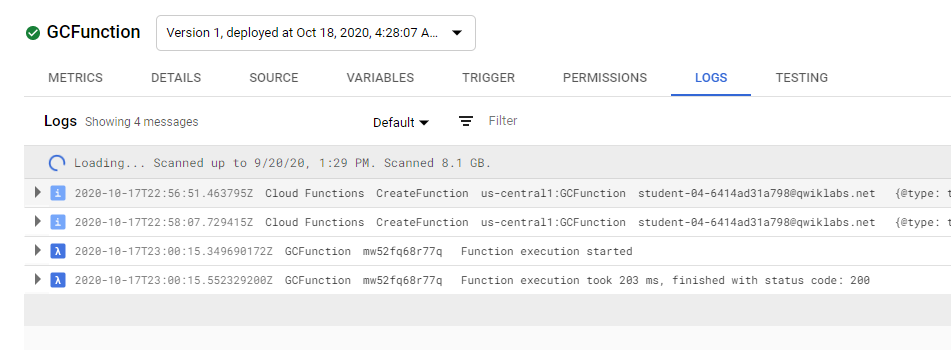 GCFunction Version 1, deployed at Oct 18, 2020, 4:28:07 A...
METRICS DETAILS SOURCE VARIABLES TRIGGER PERMISSIONS LOGS TESTING
Logs Showing 4 messages Default Filter
Loading... Scanned up to 9/20/20, 1:29 PM. Scanned 8.1 GB.
i 2020-10-17T22:56:51.463795Z Cloud Functions CreateFunction us-central1:GCFunction student-04-6414ad31a798@qwiklabs.net {@type: t
i 2020-10-17T22:58:07.729415Z Cloud Functions CreateFunction us-central1:GCFunction student-04-6414ad31a798@qwiklabs.net {@type: t
λ 2020-10-17T23:00:15.349690172Z GCFunction mw52fq68r77q Function execution started
λ 2020-10-17T23:00:15.552329200Z GCFunction mw52fq68r77q Function execution took 203 ms, finished with status code: 200